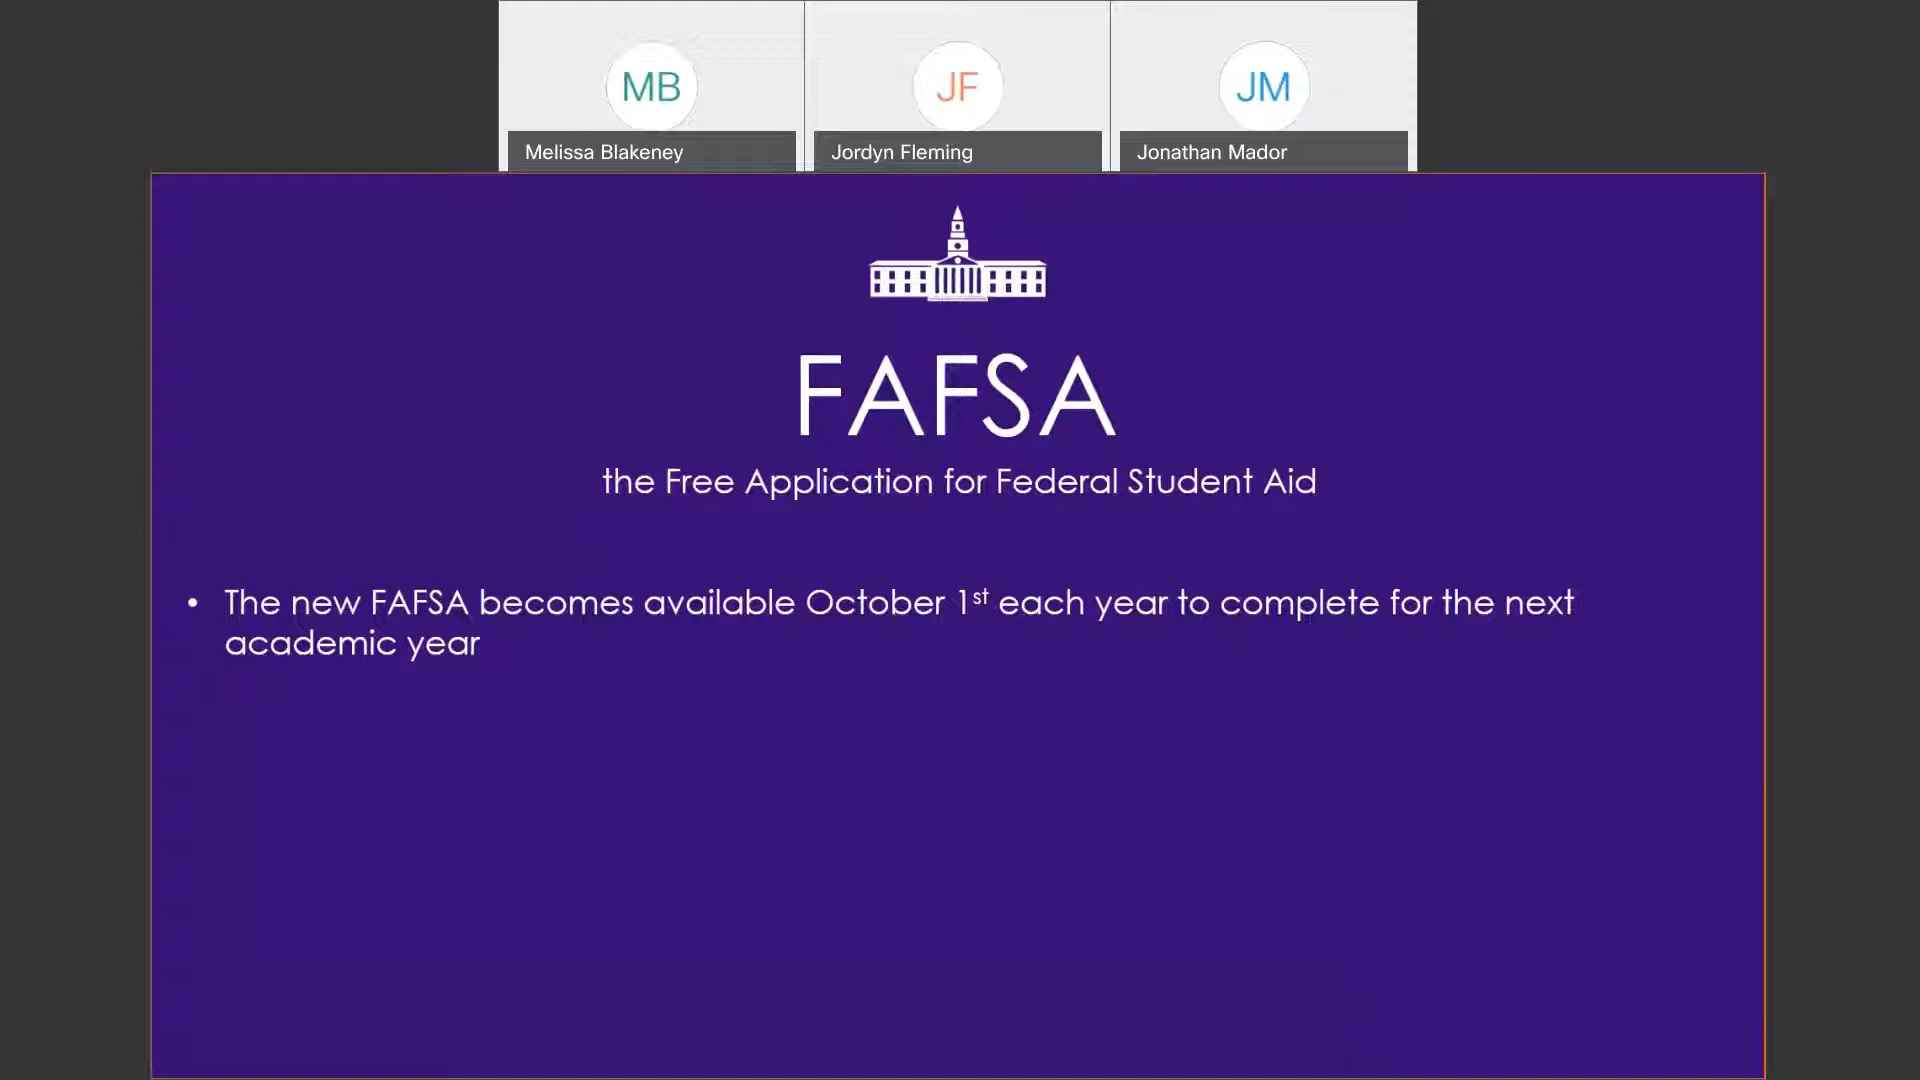 MB
JF
JM
Melissa Blakeney
Jordyn Fleming
Jonathan Mador
FAFSA
the Free Application for Federal Student Aid
• The new FAFSA becomes available October 1st each year to complete for the next
academic year